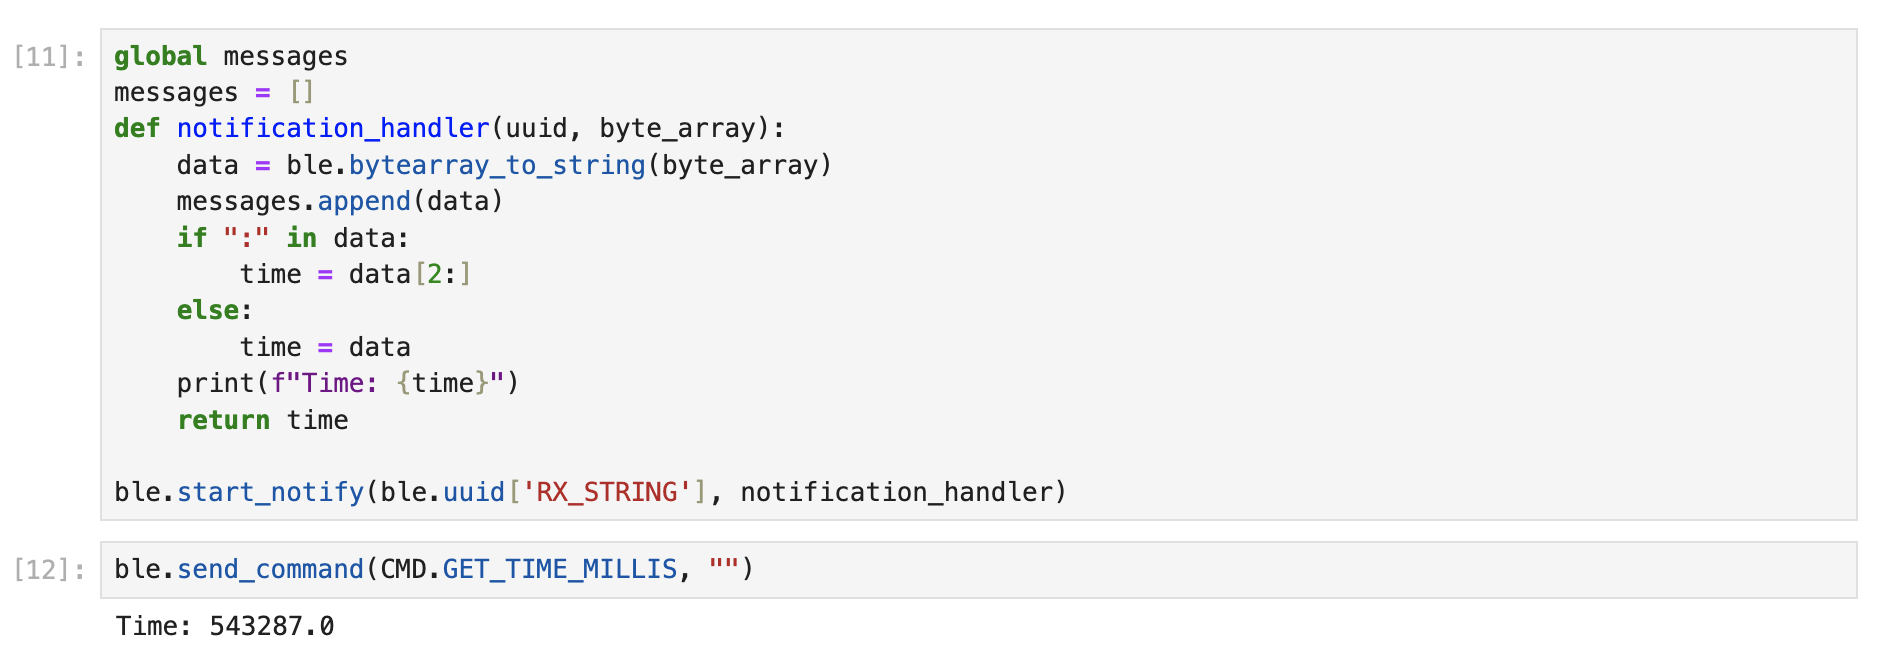 [11]: global messages
messages = []
def notification_handler(uuid, byte_array):
    data = ble.bytearray_to_string(byte_array)
    messages.append(data)
    if ":" in data:
        time = data[2:]
    else:
        time = data
    print(f"Time: {time}")
    return time

ble.start_notify(ble.uuid['RX_STRING'], notification_handler)
[12]: ble.send_command(CMD.GET_TIME_MILLIS, "")
Time: 543287.0